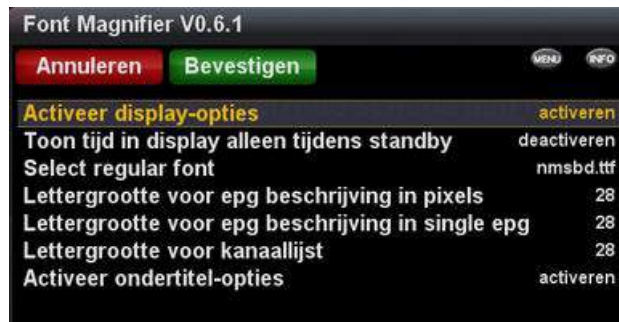 Font Magnifier V0.6.1
Annuleren Bevestigen MENU INFO
Activeer display-opties activeren
Toon tijd in display alleen tijdens standby deactiveren
Select regular font nmsbd.ttf
Lettergrootte voor epg beschrijving in pixels 28
Lettergrootte voor epg beschrijving in single epg 28
Lettergrootte voor kanaallijst 28
Activeer ondertitel-opties activeren